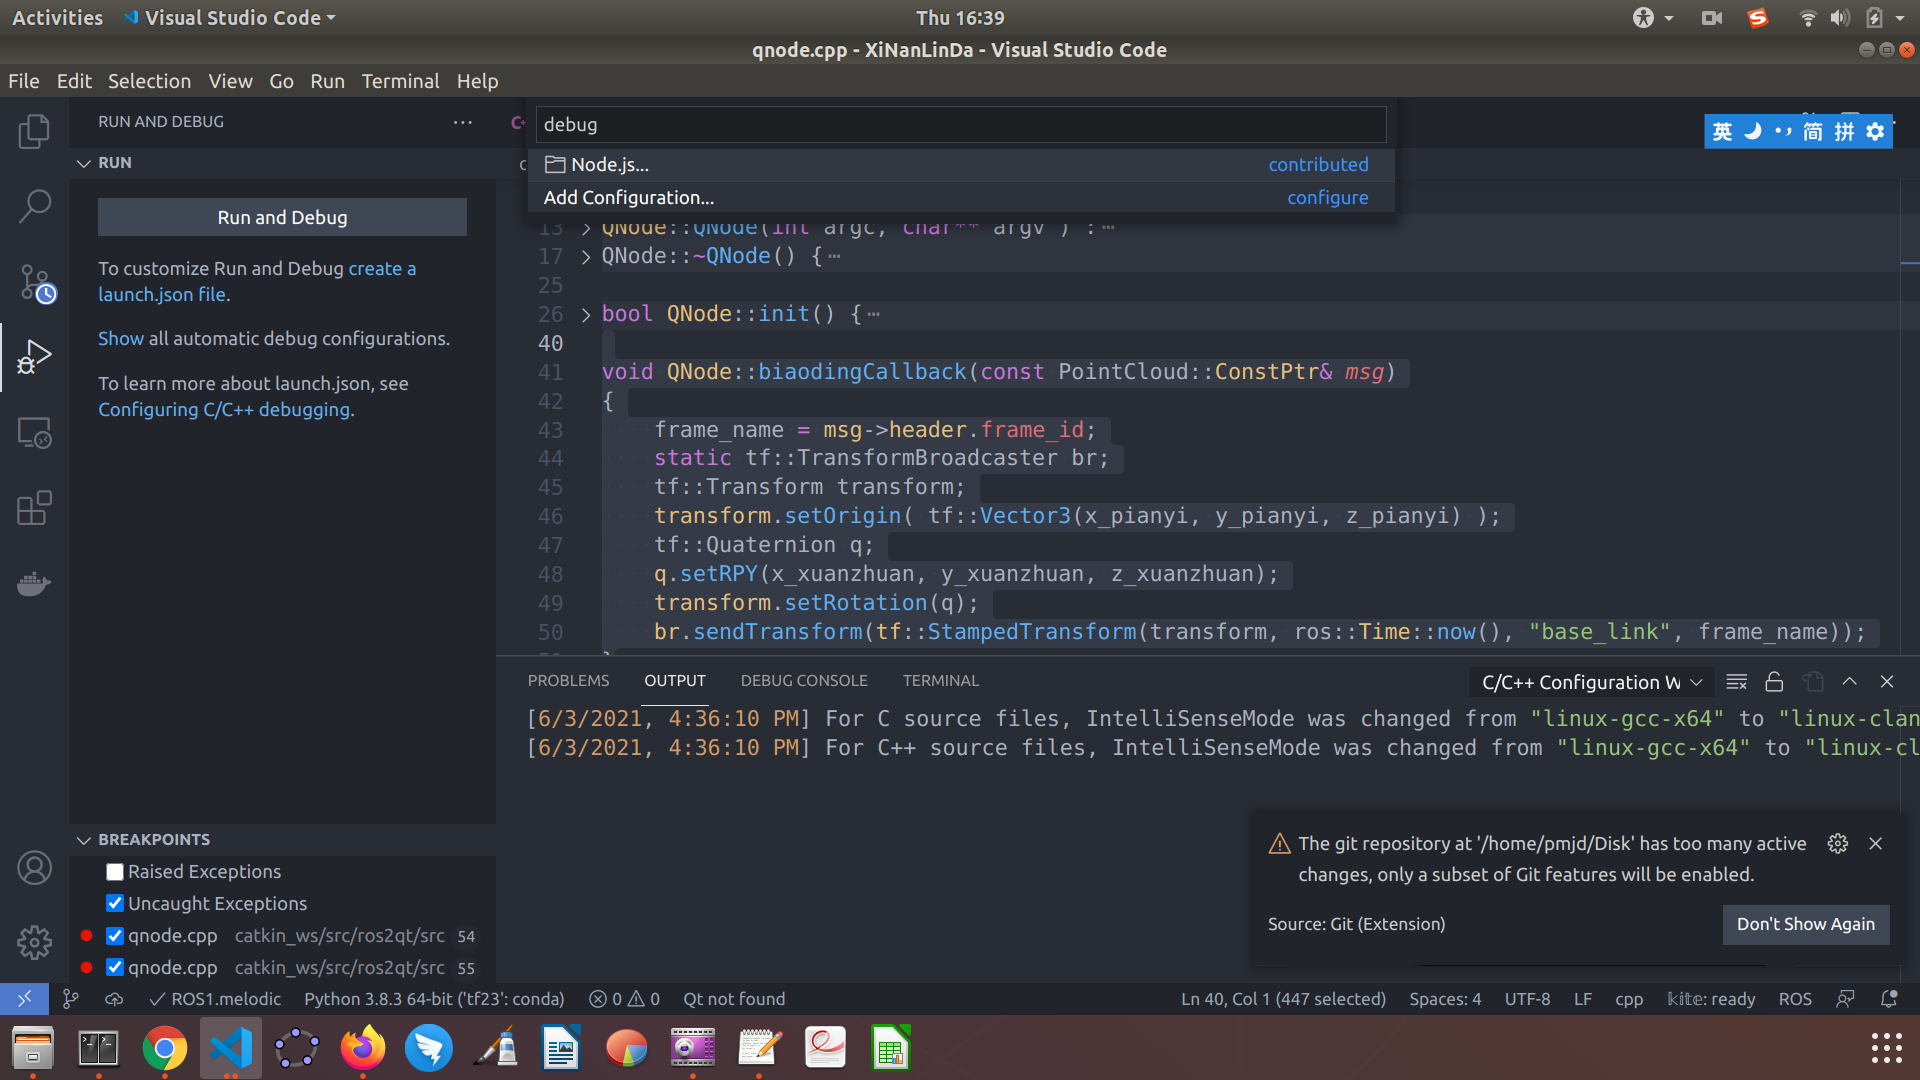 Activities Visual Studio Code Thu 16:39
qnode.cpp - XiNanLinDa - Visual Studio Code
File Edit Selection View Go Run Terminal Help
RUN AND DEBUG
debug
英 简 拼
RUN
Node.js... contributed
Add Configuration... configure
Run and Debug
To customize Run and Debug create a
launch.json file.
Show all automatic debug configurations.
To learn more about launch.json, see
Configuring C/C++ debugging.
13 QNode::QNode(int argc, char** argv ) :⋯
17 QNode::~QNode() {⋯
25
26 bool QNode::init() {⋯
40
41 void QNode::biaodingCallback(const PointCloud::ConstPtr& msg)
42 {
43 frame_name = msg->header.frame_id;
44 static tf::TransformBroadcaster br;
45 tf::Transform transform;
46 transform.setOrigin( tf::Vector3(x_pianyi, y_pianyi, z_pianyi) );
47 tf::Quaternion q;
48 q.setRPY(x_xuanzhuan, y_xuanzhuan, z_xuanzhuan);
49 transform.setRotation(q);
50 br.sendTransform(tf::StampedTransform(transform, ros::Time::now(), "base_link", frame_name));
PROBLEMS OUTPUT DEBUG CONSOLE TERMINAL C/C++ Configuration W
[6/3/2021, 4:36:10 PM] For C source files, IntelliSenseMode was changed from "linux-gcc-x64" to "linux-clan
[6/3/2021, 4:36:10 PM] For C++ source files, IntelliSenseMode was changed from "linux-gcc-x64" to "linux-cl
BREAKPOINTS
Raised Exceptions
Uncaught Exceptions
qnode.cpp catkin_ws/src/ros2qt/src 54
qnode.cpp catkin_ws/src/ros2qt/src 55
The git repository at '/home/pmjd/Disk' has too many active
changes, only a subset of Git features will be enabled.
Source: Git (Extension) Don't Show Again
ROS1.melodic Python 3.8.3 64-bit ('tf23': conda) 0 0 Qt not found Ln 40, Col 1 (447 selected) Spaces: 4 UTF-8 LF cpp kite: ready ROS